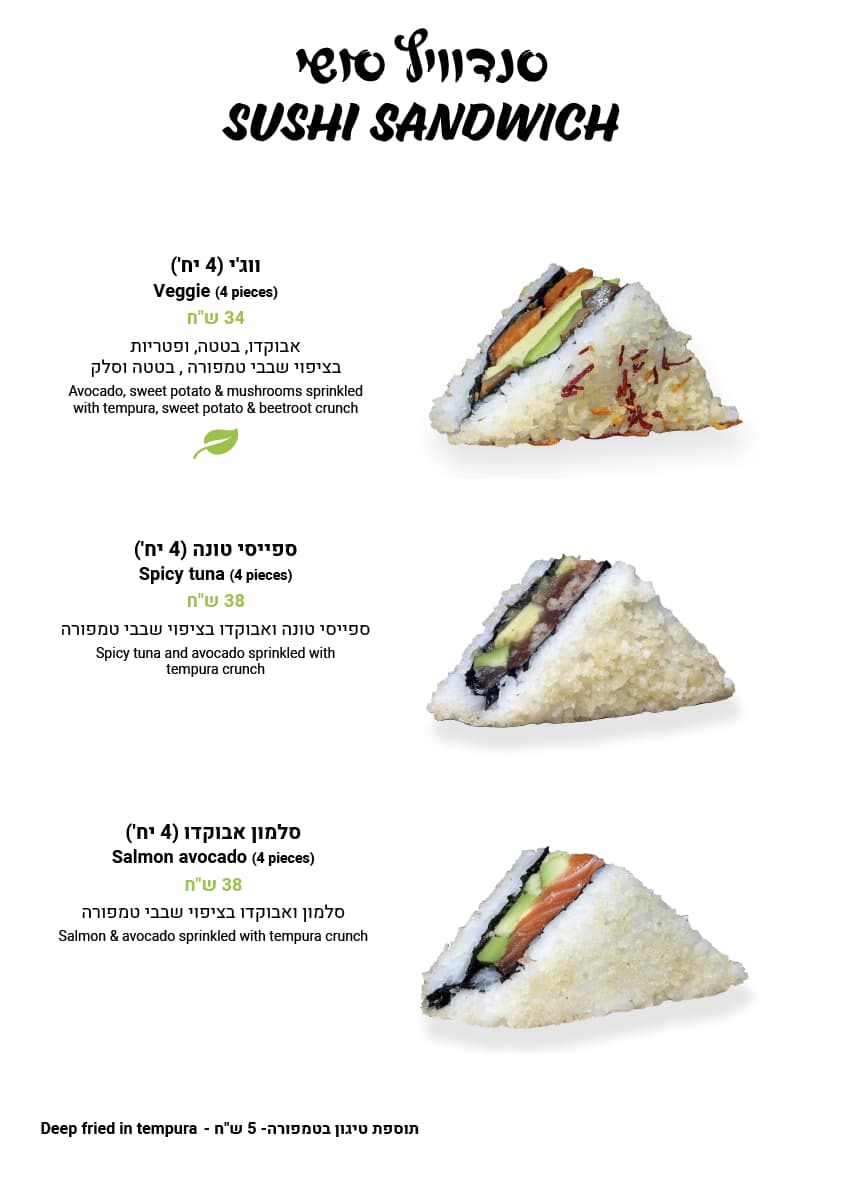 סנדוויץ' סושי
SUSHI SANDWICH
ווג'י (4 יח')
Veggie (4 pieces)
34 ש"ח
אבוקדו, בטטה, ופטריות
בציפוי שבבי טמפורה , בטטה וסלק
Avocado, sweet potato & mushrooms sprinkled
with tempura, sweet potato & beetroot crunch
ספייסי טונה (4 יח')
Spicy tuna (4 pieces)
38 ש"ח
ספייסי טונה ואבוקדו בציפוי שבבי טמפורה
Spicy tuna and avocado sprinkled with
tempura crunch
סלמון אבוקדו (4 יח')
Salmon avocado (4 pieces)
38 ש"ח
סלמון ואבוקדו בציפוי שבבי טמפורה
Salmon & avocado sprinkled with tempura crunch
תוספת טיגון בטמפורה- 5 ש"ח - Deep fried in tempura